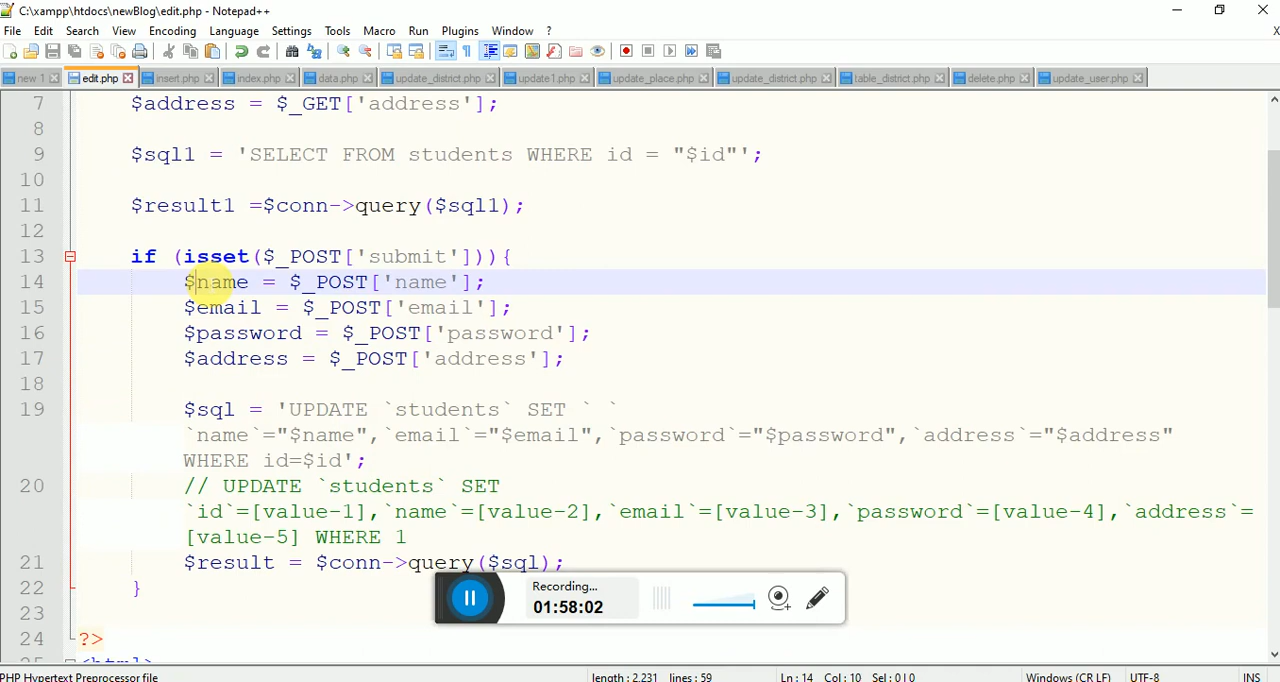 C:\xampp\htdocs\newBlog\edit.php - Notepad++
File Edit Search View Encoding Language Settings Tools Macro Run Plugins Window ? X
new 1 edit.php insert.php index.php data.php update_district.php update1.php update_place.php update_district.php table_district.php delete.php update_user.php
7 $address = $_GET['address'];
8
9 $sql1 = 'SELECT FROM students WHERE id = "$id"';
10
11 $result1 =$conn->query($sql1);
12
13 if (isset($_POST['submit'])){
14 $name = $_POST['name'];
15 $email = $_POST['email'];
16 $password = $_POST['password'];
17 $address = $_POST['address'];
18
19 $sql = 'UPDATE `students` SET ` `
`name`="$name",`email`="$email",`password`="$password",`address`="$address"
WHERE id=$id';
20 // UPDATE `students` SET
`id`=[value-1],`name`=[value-2],`email`=[value-3],`password`=[value-4],`address`=
[value-5] WHERE 1
21 $result = $conn->query($sql);
22 }
Recording...
01:58:02
23
24 ?>
25 <html>
PHP Hypertext Preprocessor file length : 2,231 lines : 59 Ln : 14 Col : 10 Sel : 0 | 0 Windows (CR LF) UTF-8 INS